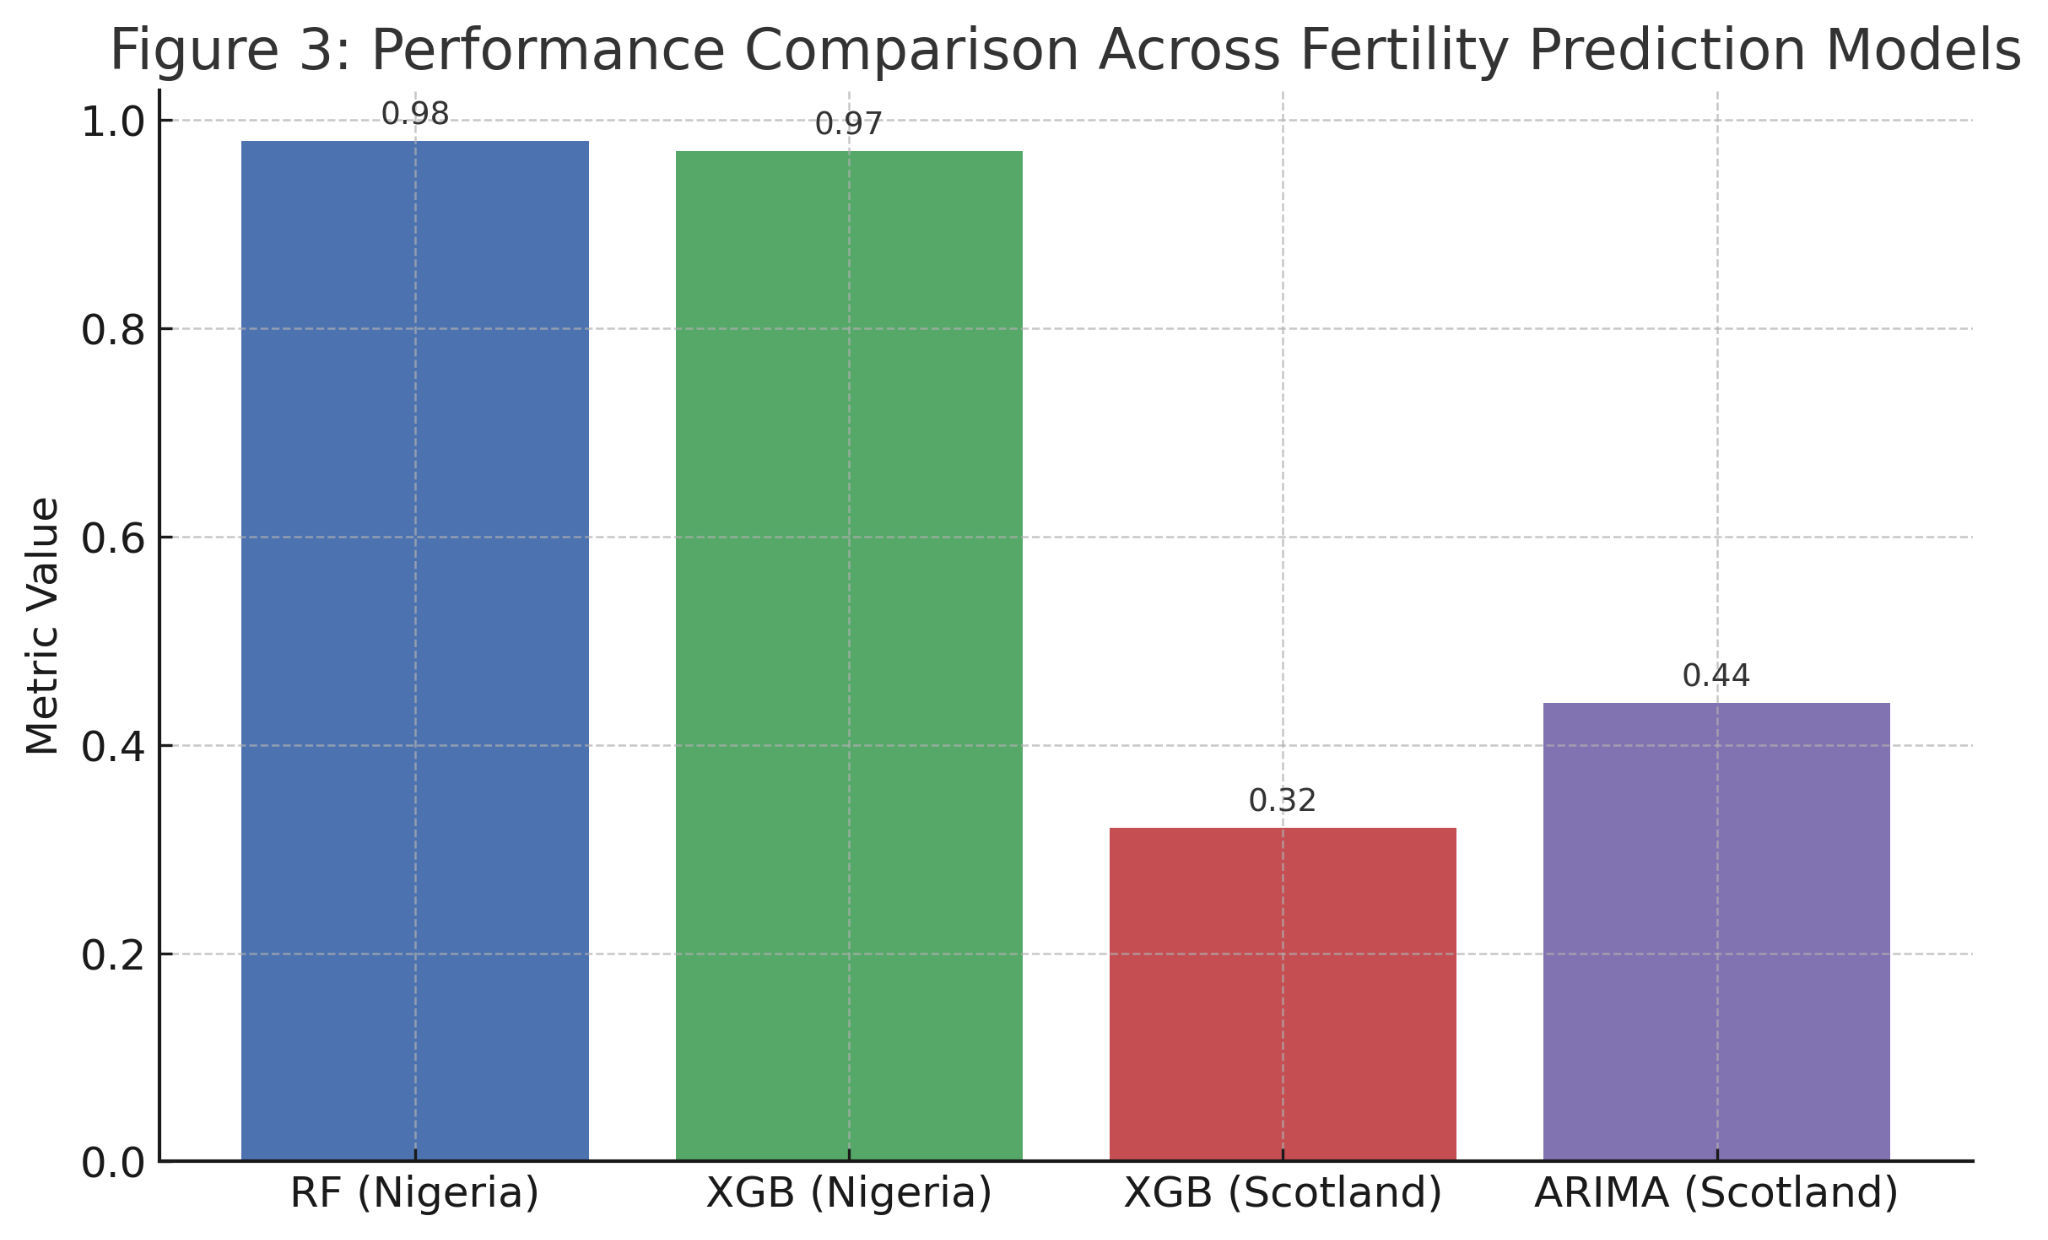 Figure 3: Performance Comparison Across Fertility Prediction Models
Metric Value
1.0
0.8
0.6
0.4
0.2
0.0
0.98
0.97
0.32
0.44
RF (Nigeria)
XGB (Nigeria)
XGB (Scotland)
ARIMA (Scotland)